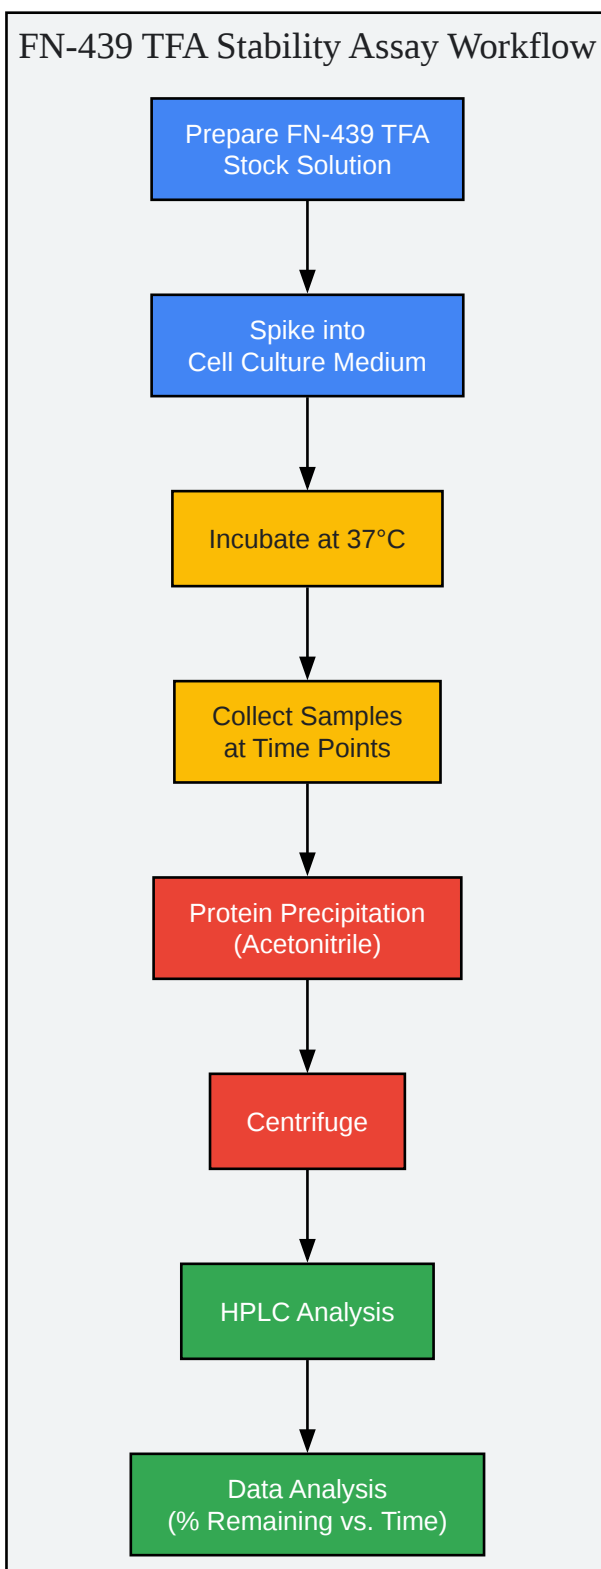 FN-439 TFA Stability Assay Workflow
Prepare FN-439 TFA
Stock Solution
Spike into
Cell Culture Medium
Incubate at 37°C
Collect Samples
at Time Points
Protein Precipitation
(Acetonitrile)
Centrifuge
HPLC Analysis
Data Analysis
(% Remaining vs. Time)